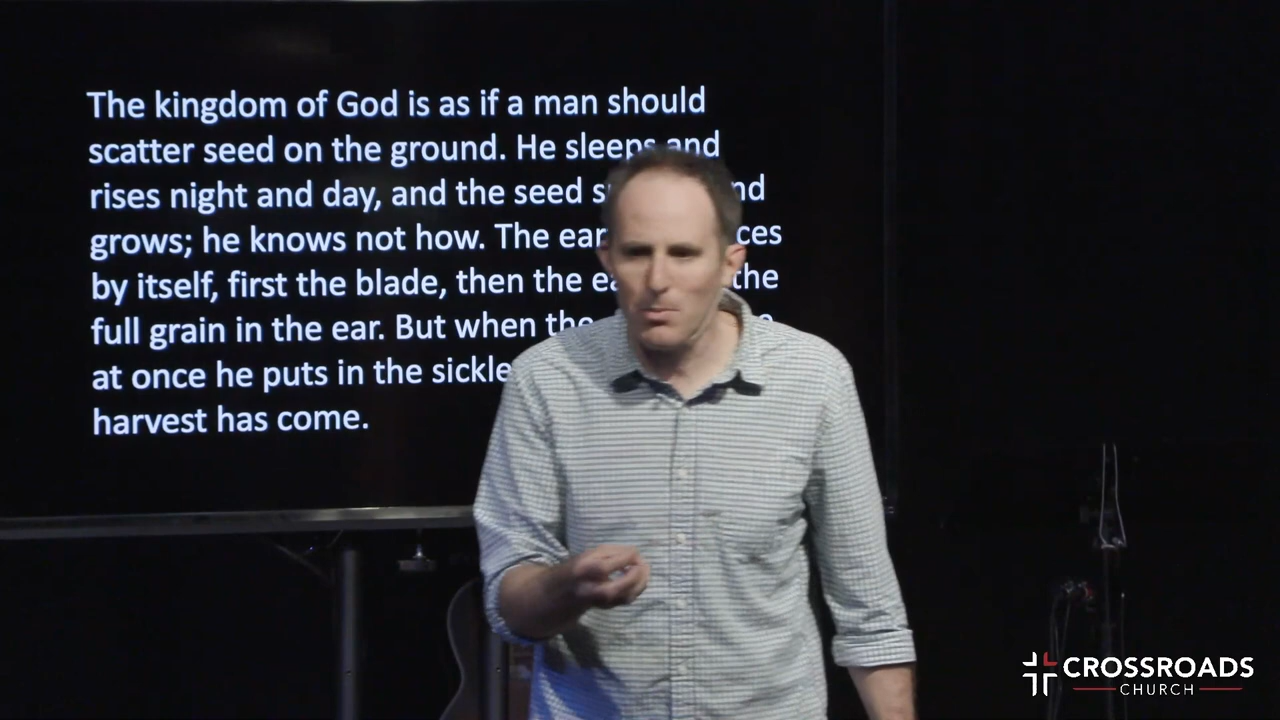 The kingdom of God is as if a man should
scatter seed on the ground. He sleeps and
rises night and day, and the seed
grows; he knows not how. The
by itself, first the blade, then the the
full grain in the ear. But when the
at once he puts in the sickle
harvest has come.
CROSSROADS
CHURCH